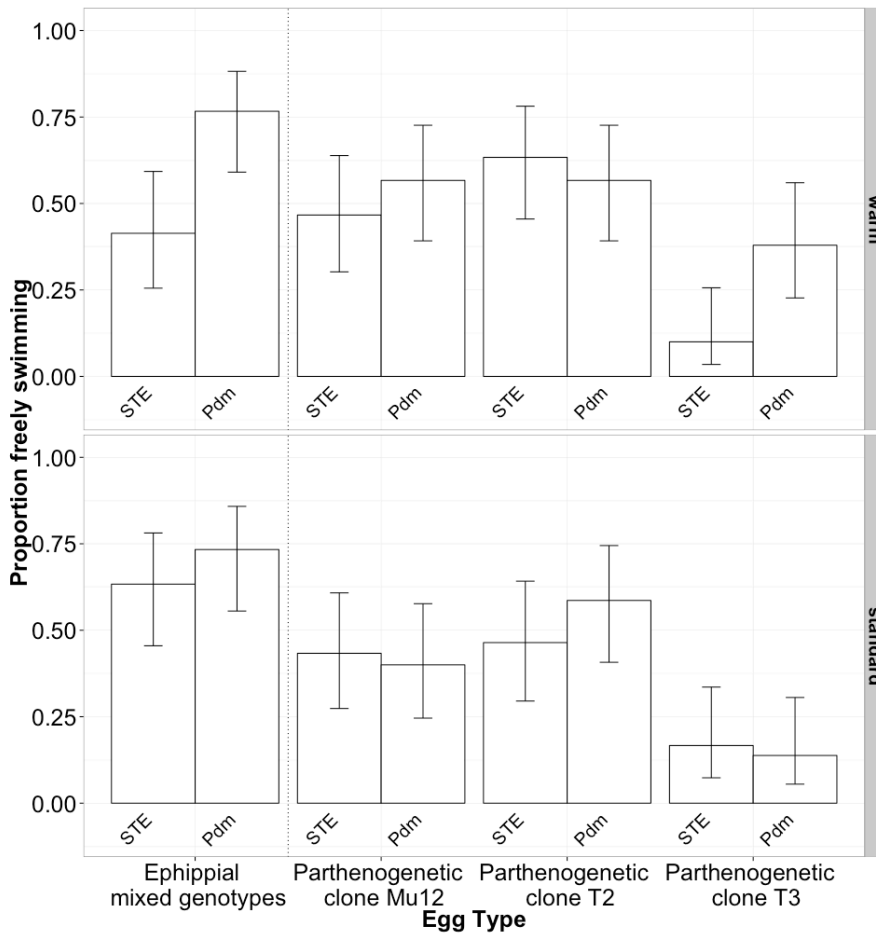 Proportion freely swimming
1.00
0.75
0.50
0.25
0.00
STE Pdm STE Pdm STE Pdm STE Pdm
warm
1.00
0.75
0.50
0.25
0.00
STE Pdm STE Pdm STE Pdm STE Pdm
standard
Ephippial
mixed genotypes
Parthenogenetic
clone Mu12
Parthenogenetic
clone T2
Parthenogenetic
clone T3
Egg Type